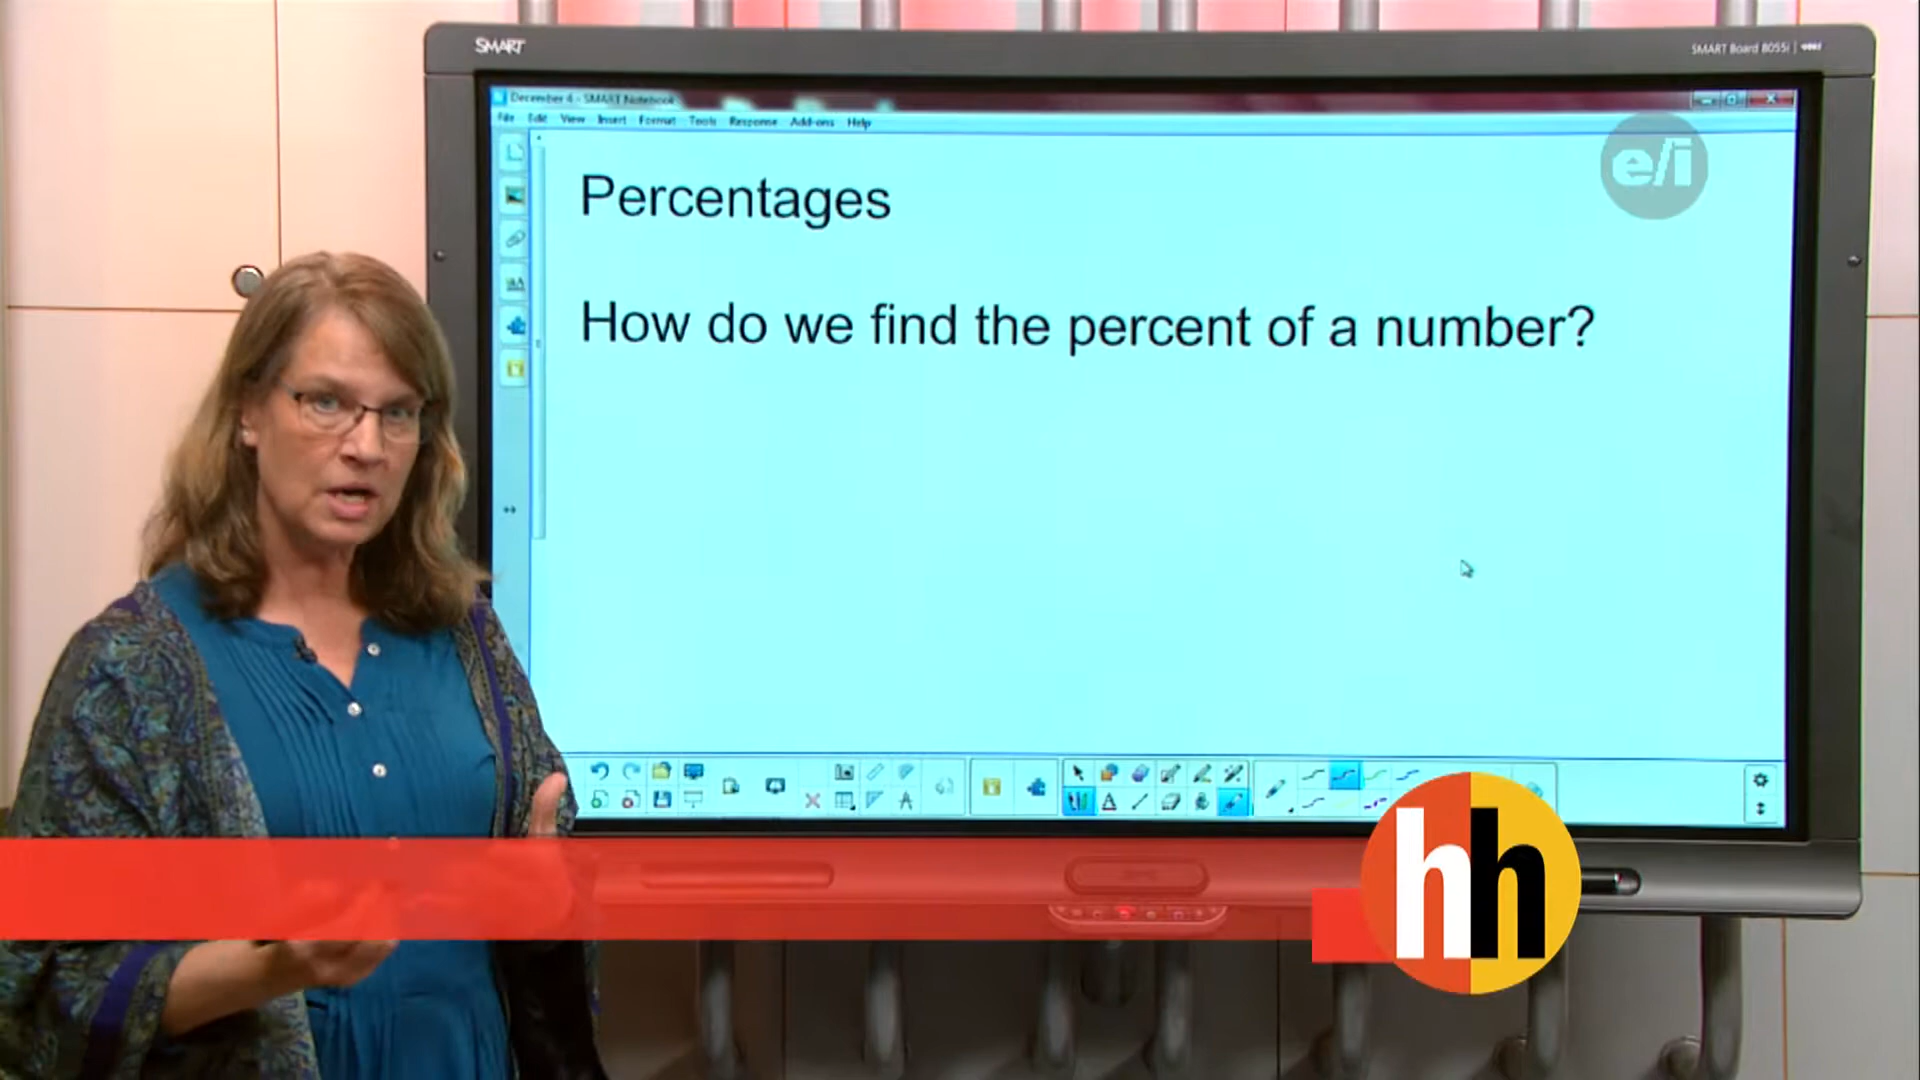 SMART
SMART Board 8055i
December 4 - SMART Notebook
File Edit View Insert Format Tools Response Add-ons Help
e/i
Percentages
How do we find the percent of a number?
hh